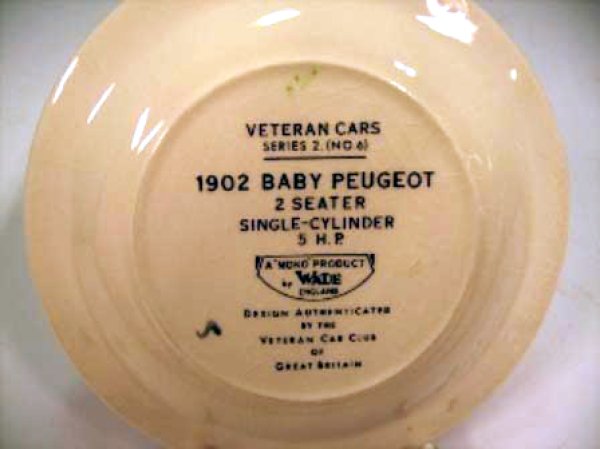 VETERAN CARS
SERIES 2. (NO 6)
1902 BABY PEUGEOT
2 SEATER
SINGLE-CYLINDER
5 H.P.
A "MOKO" PRODUCT
by WADE
ENGLAND
DESIGN AUTHENTICATED
BY THE
VETERAN CAR CLUB
OF
GREAT BRITAIN